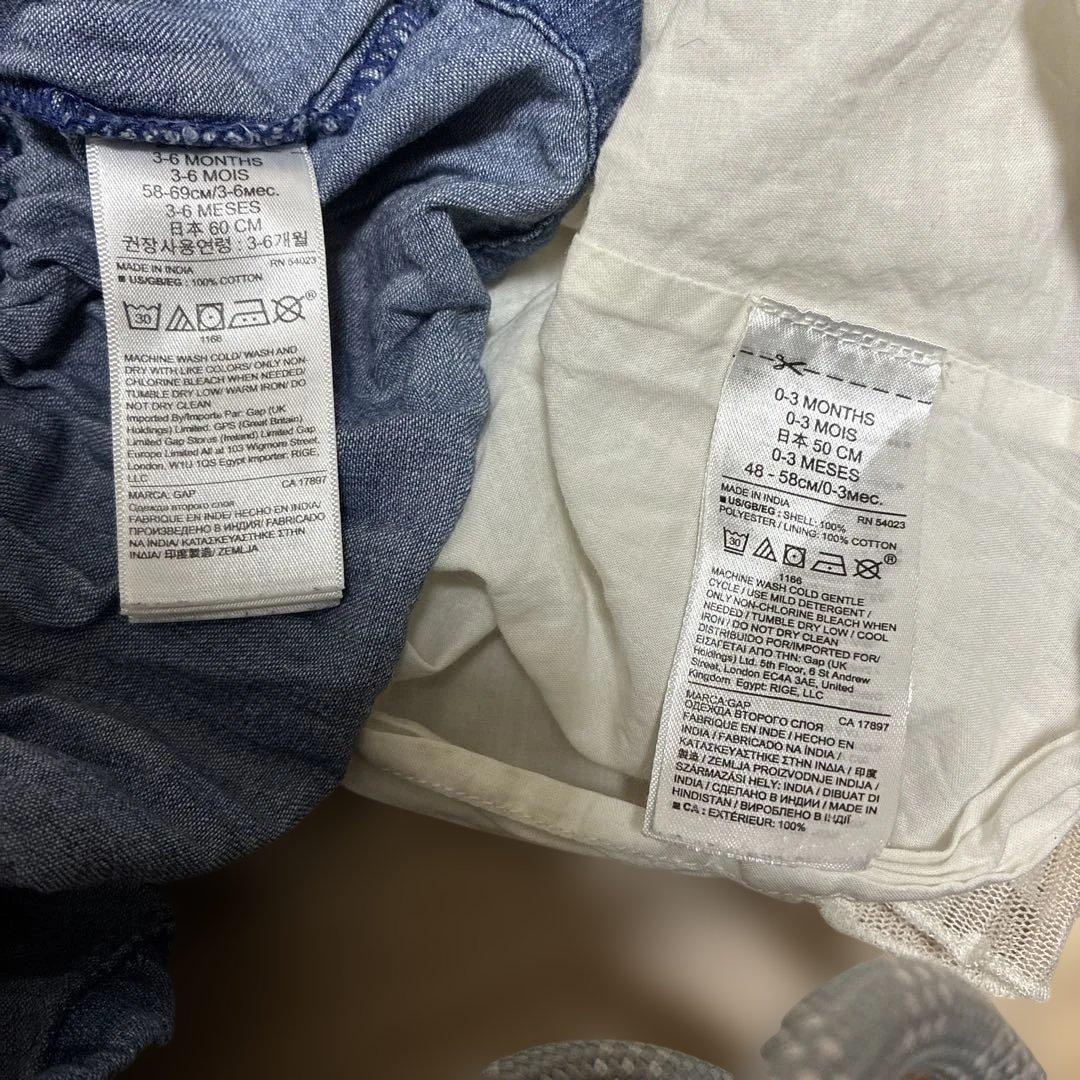 3-6 MONTHS
3-6 MOIS
58-69см/3-6мес.
3-6 MESES
日本 60 CM
권장사용연령 : 3-6개월
MADE IN INDIA RN 54023
■ US/GB/EG : 100% COTTON
30
®
1166
MACHINE WASH COLD/ WASH AND
DRY WITH LIKE COLORS/ ONLY NON-
CHLORINE BLEACH WHEN NEEDED/
TUMBLE DRY LOW/ WARM IRON/ DO
NOT DRY CLEAN
Imported By/Importe Par: Gap (UK
Holdings) Limited. GPS (Great Britain)
Limited Gap Storus (Ireland) Limited Gap
Europe Limited All at 103 Wigmore Street,
London, W1U 1QS Egypt importer: RIGE,
LLC
CA 17897
MARCA: GAP
Одежда второго слоя
FABRIQUE EN INDE/ HECHO EN INDIA/
ПРОИЗВЕДЕНО В ИНДИЯ/ FABRICADO
NA ÍNDIA/ ΚΑΤΑΣΚΕΥΑΣΤΗΚΕ ΣΤΗΝ
ΙΝΔΙΑ/ 印度製造/ ZEMLJA
0-3 MONTHS
0-3 MOIS
日本 50 CM
0-3 MESES
48 - 58см/0-3мес.
MADE IN INDIA RN 54023
■ US/GB/EG : SHELL: 100%
POLYESTER / LINING: 100% COTTON
30
®
1166
MACHINE WASH COLD GENTLE
CYCLE / USE MILD DETERGENT /
ONLY NON-CHLORINE BLEACH WHEN
NEEDED / TUMBLE DRY LOW / COOL
IRON / DO NOT DRY CLEAN
DISTRIBUIDO POR/IMPORTED FOR/
ΕΙΣΑΓΕΤΑΙ ΑΠΟ ΤΗΝ: Gap (UK
Holdings) Ltd. 5th Floor, 6 St Andrew
Street, London EC4A 3AE, United
Kingdom Egypt: RIGE, LLC
MARCA:GAP CA 17897
ОДЕЖДА ВТОРОГО СЛОЯ
FABRIQUE EN INDE / HECHO EN
INDIA / FABRICADO NA ÍNDIA /
ΚΑΤΑΣΚΕΥΑΣΤΗΚΕ ΣΤΗΝ ΙΝΔΙΑ / 印度
製造 / ZEMLJA PROIZVODNJE INDIJA /
SZÁRMAZÁSI HELY: INDIA / DIBUAT DI
INDIA / СДЕЛАНО В ИНДИИ / MADE IN
HINDISTAN / ВИРОБЛЕНО В ІНДІЇ
■ CA : EXTÉRIEUR: 100%